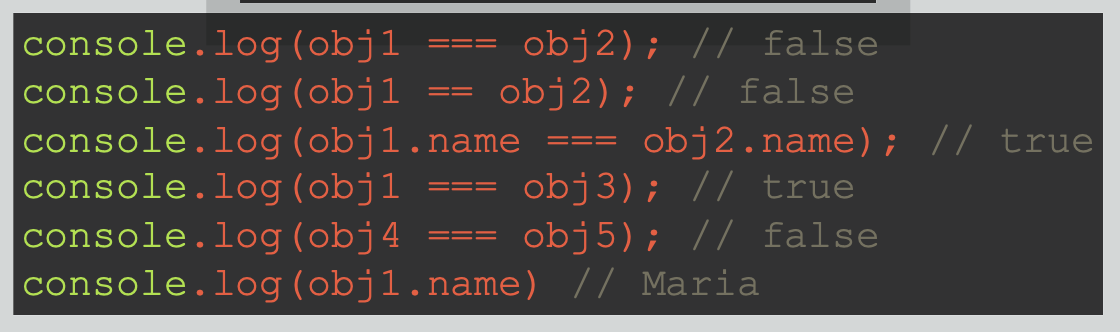 console.log(obj1 === obj2); // false
console.log(obj1 == obj2); // false
console.log(obj1.name === obj2.name); // true
console.log(obj1 === obj3); // true
console.log(obj4 === obj5); // false
console.log(obj1.name) // Maria